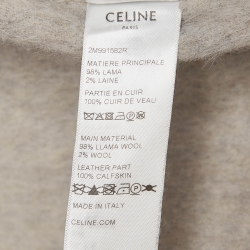 CELINE
PARIS
2M991582R
MATIERE PRINCIPALE
98% LAMA
2% LAINE
PARTIE EN CUIR
100% CUIR DE VEAU
MAIN MATERIAL
98% LLAMA WOOL
2% WOOL
LEATHER PART
100% CALFSKIN
MADE IN ITALY
CELINE.COM